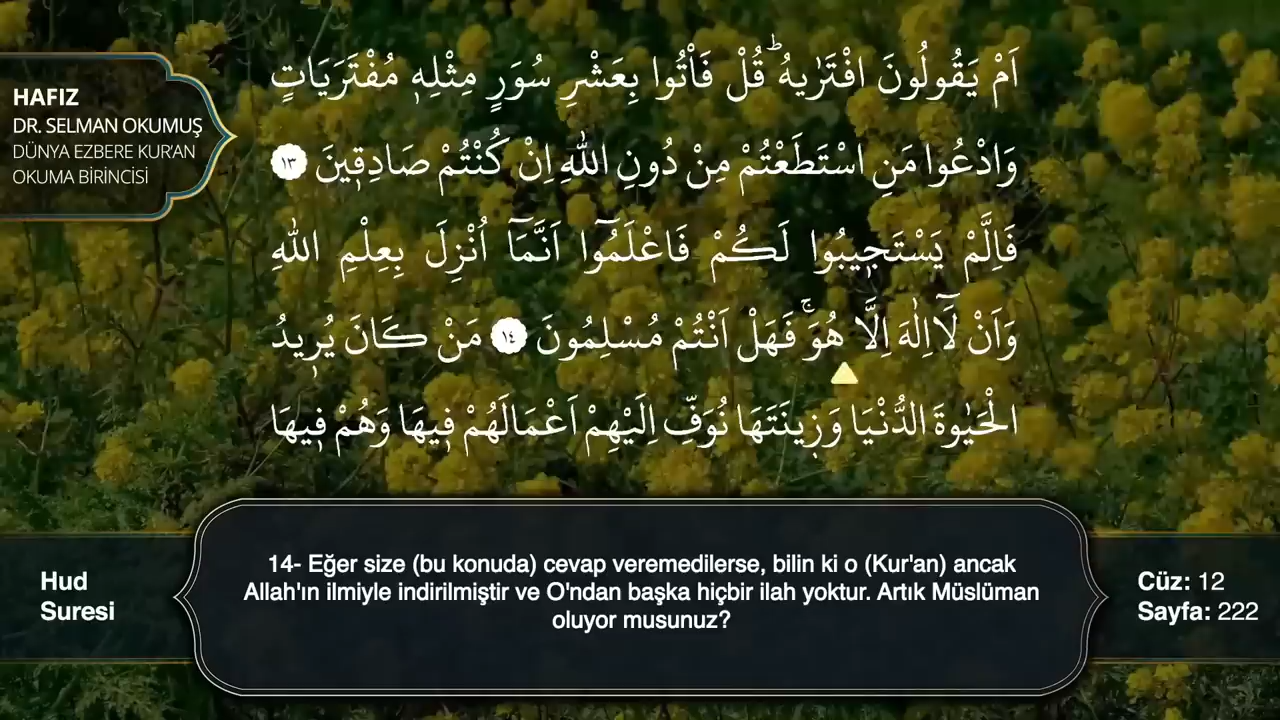 HAFIZ
DR. SELMAN OKUMUŞ
DÜNYA EZBERE KUR'AN
OKUMA BİRİNCİSİ
اَمْ يَقُولُونَ افْتَرٰيهُۜ قُلْ فَأْتُوا بِعَشْرِ سُوَرٍ مِثْلِه۪ مُفْتَرَيَاتٍ
وَادْعُوا مَنِ اسْتَطَعْتُمْ مِنْ دُونِ اللّٰهِ اِنْ كُنْتُمْ صَادِق۪ينَ ﴿١٣﴾
فَاِلَّمْ يَسْتَج۪يبُوا لَكُمْ فَاعْلَمُٓوا اَنَّمَٓا اُنْزِلَ بِعِلْمِ اللّٰهِ
وَاَنْ لَٓا اِلٰهَ اِلَّا هُوَۚ فَهَلْ اَنْتُمْ مُسْلِمُونَ ﴿١٤﴾ مَنْ كَانَ يُر۪يدُ
الْحَيٰوةَ الدُّنْيَا وَز۪ينَتَهَا نُوَفِّ اِلَيْهِمْ اَعْمَالَهُمْ ف۪يهَا وَهُمْ ف۪يهَا
14- Eğer size (bu konuda) cevap veremedilerse, bilin ki o (Kur'an) ancak
Allah'ın ilmiyle indirilmiştir ve O'ndan başka hiçbir ilah yoktur. Artık Müslüman
oluyor musunuz?
Hud
Suresi
Cüz: 12
Sayfa: 222